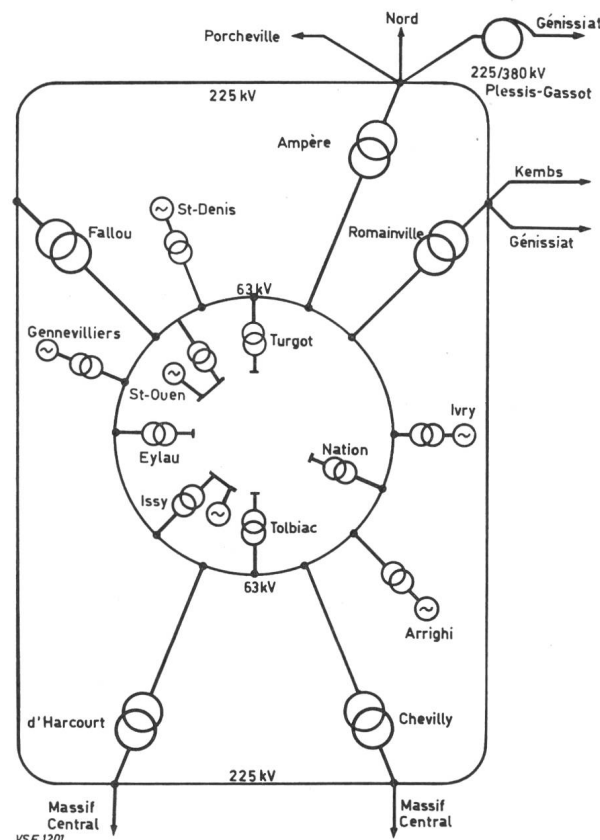 Nord
Porcheville
Génissiat
225/380 kV
Plessis-Gassot
225 kV
Ampère
Kembs
St-Denis
Fallou
Romainville
Génissiat
63 kV
Gennevilliers
Turgot
St-Ouen
Ivry
Eylau
Nation
Issy
Tolbiac
63 kV
Arrighi
d'Harcourt
Chevilly
225 kV
Massif
Central
Massif
Central
VSE 1201